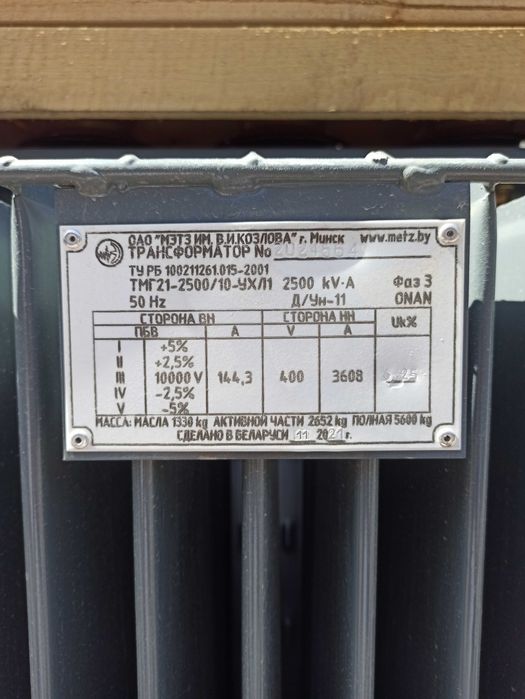 ОАО "МЭТЗ ИМ. В.И.КОЗЛОВА" г. Минск www.metz.by
ТРАНСФОРМАТОР №
ТУ РБ 100211261.015-2001
ТМГ21-2500/10-УХЛ1 2500 kV·A Фаз 3
50 Hz Д/Ун-11 ONAN
СТОРОНА ВН СТОРОНА НН Uk%
ПБВ А V А
I +5%
II +2,5%
III 10000 V 144,3 400 3608
IV -2,5%
V -5%
МАССА: МАСЛА 1330 kg АКТИВНОЙ ЧАСТИ 2652 kg ПОЛНАЯ 5600 kg
СДЕЛАНО В БЕЛАРУСИ 11 2021 г.